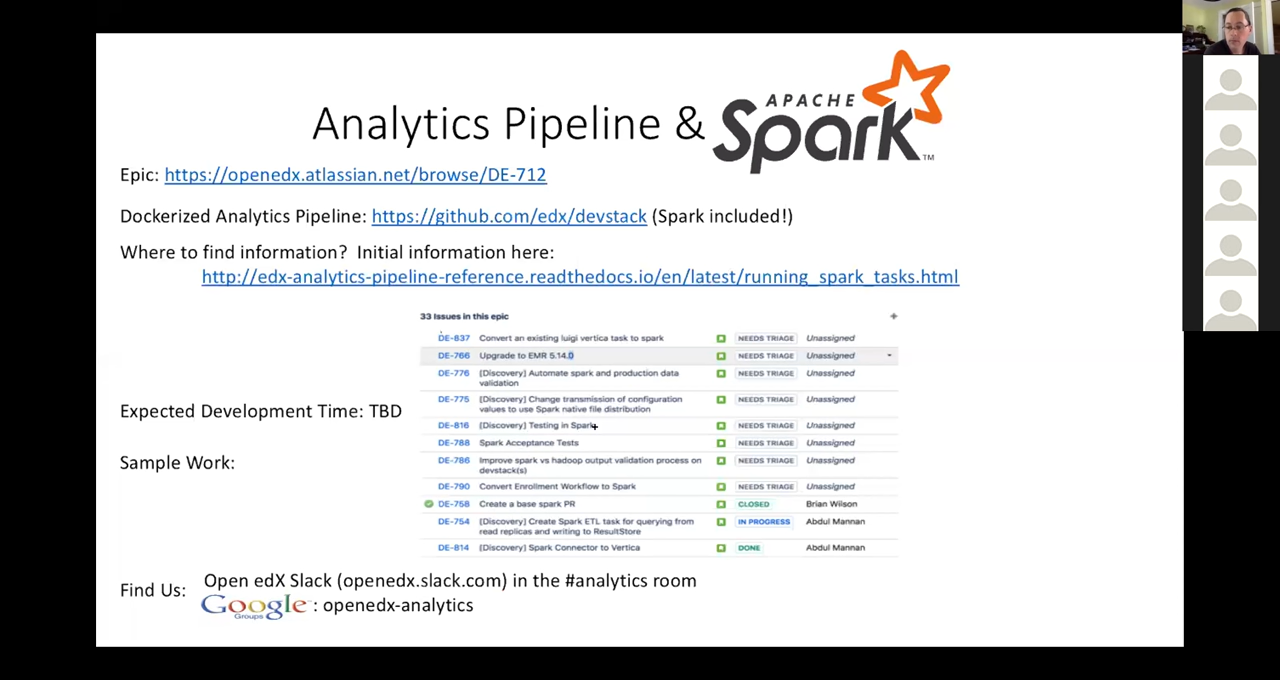 Analytics Pipeline &
APACHE
Spark
TM
Epic: https://openedx.atlassian.net/browse/DE-712
Dockerized Analytics Pipeline: https://github.com/edx/devstack (Spark included!)
Where to find information? Initial information here:
http://edx-analytics-pipeline-reference.readthedocs.io/en/latest/running_spark_tasks.html
33 Issues in this epic
DE-837 Convert an existing luigi vertica task to spark NEEDS TRIAGE Unassigned
DE-766 Upgrade to EMR 5.14.0 NEEDS TRIAGE Unassigned
DE-776 [Discovery] Automate spark and production data NEEDS TRIAGE Unassigned
validation
DE-775 [Discovery] Change transmission of configuration NEEDS TRIAGE Unassigned
values to use Spark native file distribution
DE-816 [Discovery] Testing in Spark NEEDS TRIAGE Unassigned
DE-788 Spark Acceptance Tests NEEDS TRIAGE Unassigned
DE-786 Improve spark vs hadoop output validation process on NEEDS TRIAGE Unassigned
devstack(s)
DE-790 Convert Enrollment Workflow to Spark NEEDS TRIAGE Unassigned
DE-758 Create a base spark PR CLOSED Brian Wilson
DE-754 [Discovery] Create Spark ETL task for querying from IN PROGRESS Abdul Mannan
read replicas and writing to ResultStore
DE-814 [Discovery] Spark Connector to Vertica DONE Abdul Mannan
Expected Development Time: TBD
Sample Work:
Find Us:
Open edX Slack (openedx.slack.com) in the #analytics room
Google Groups : openedx-analytics